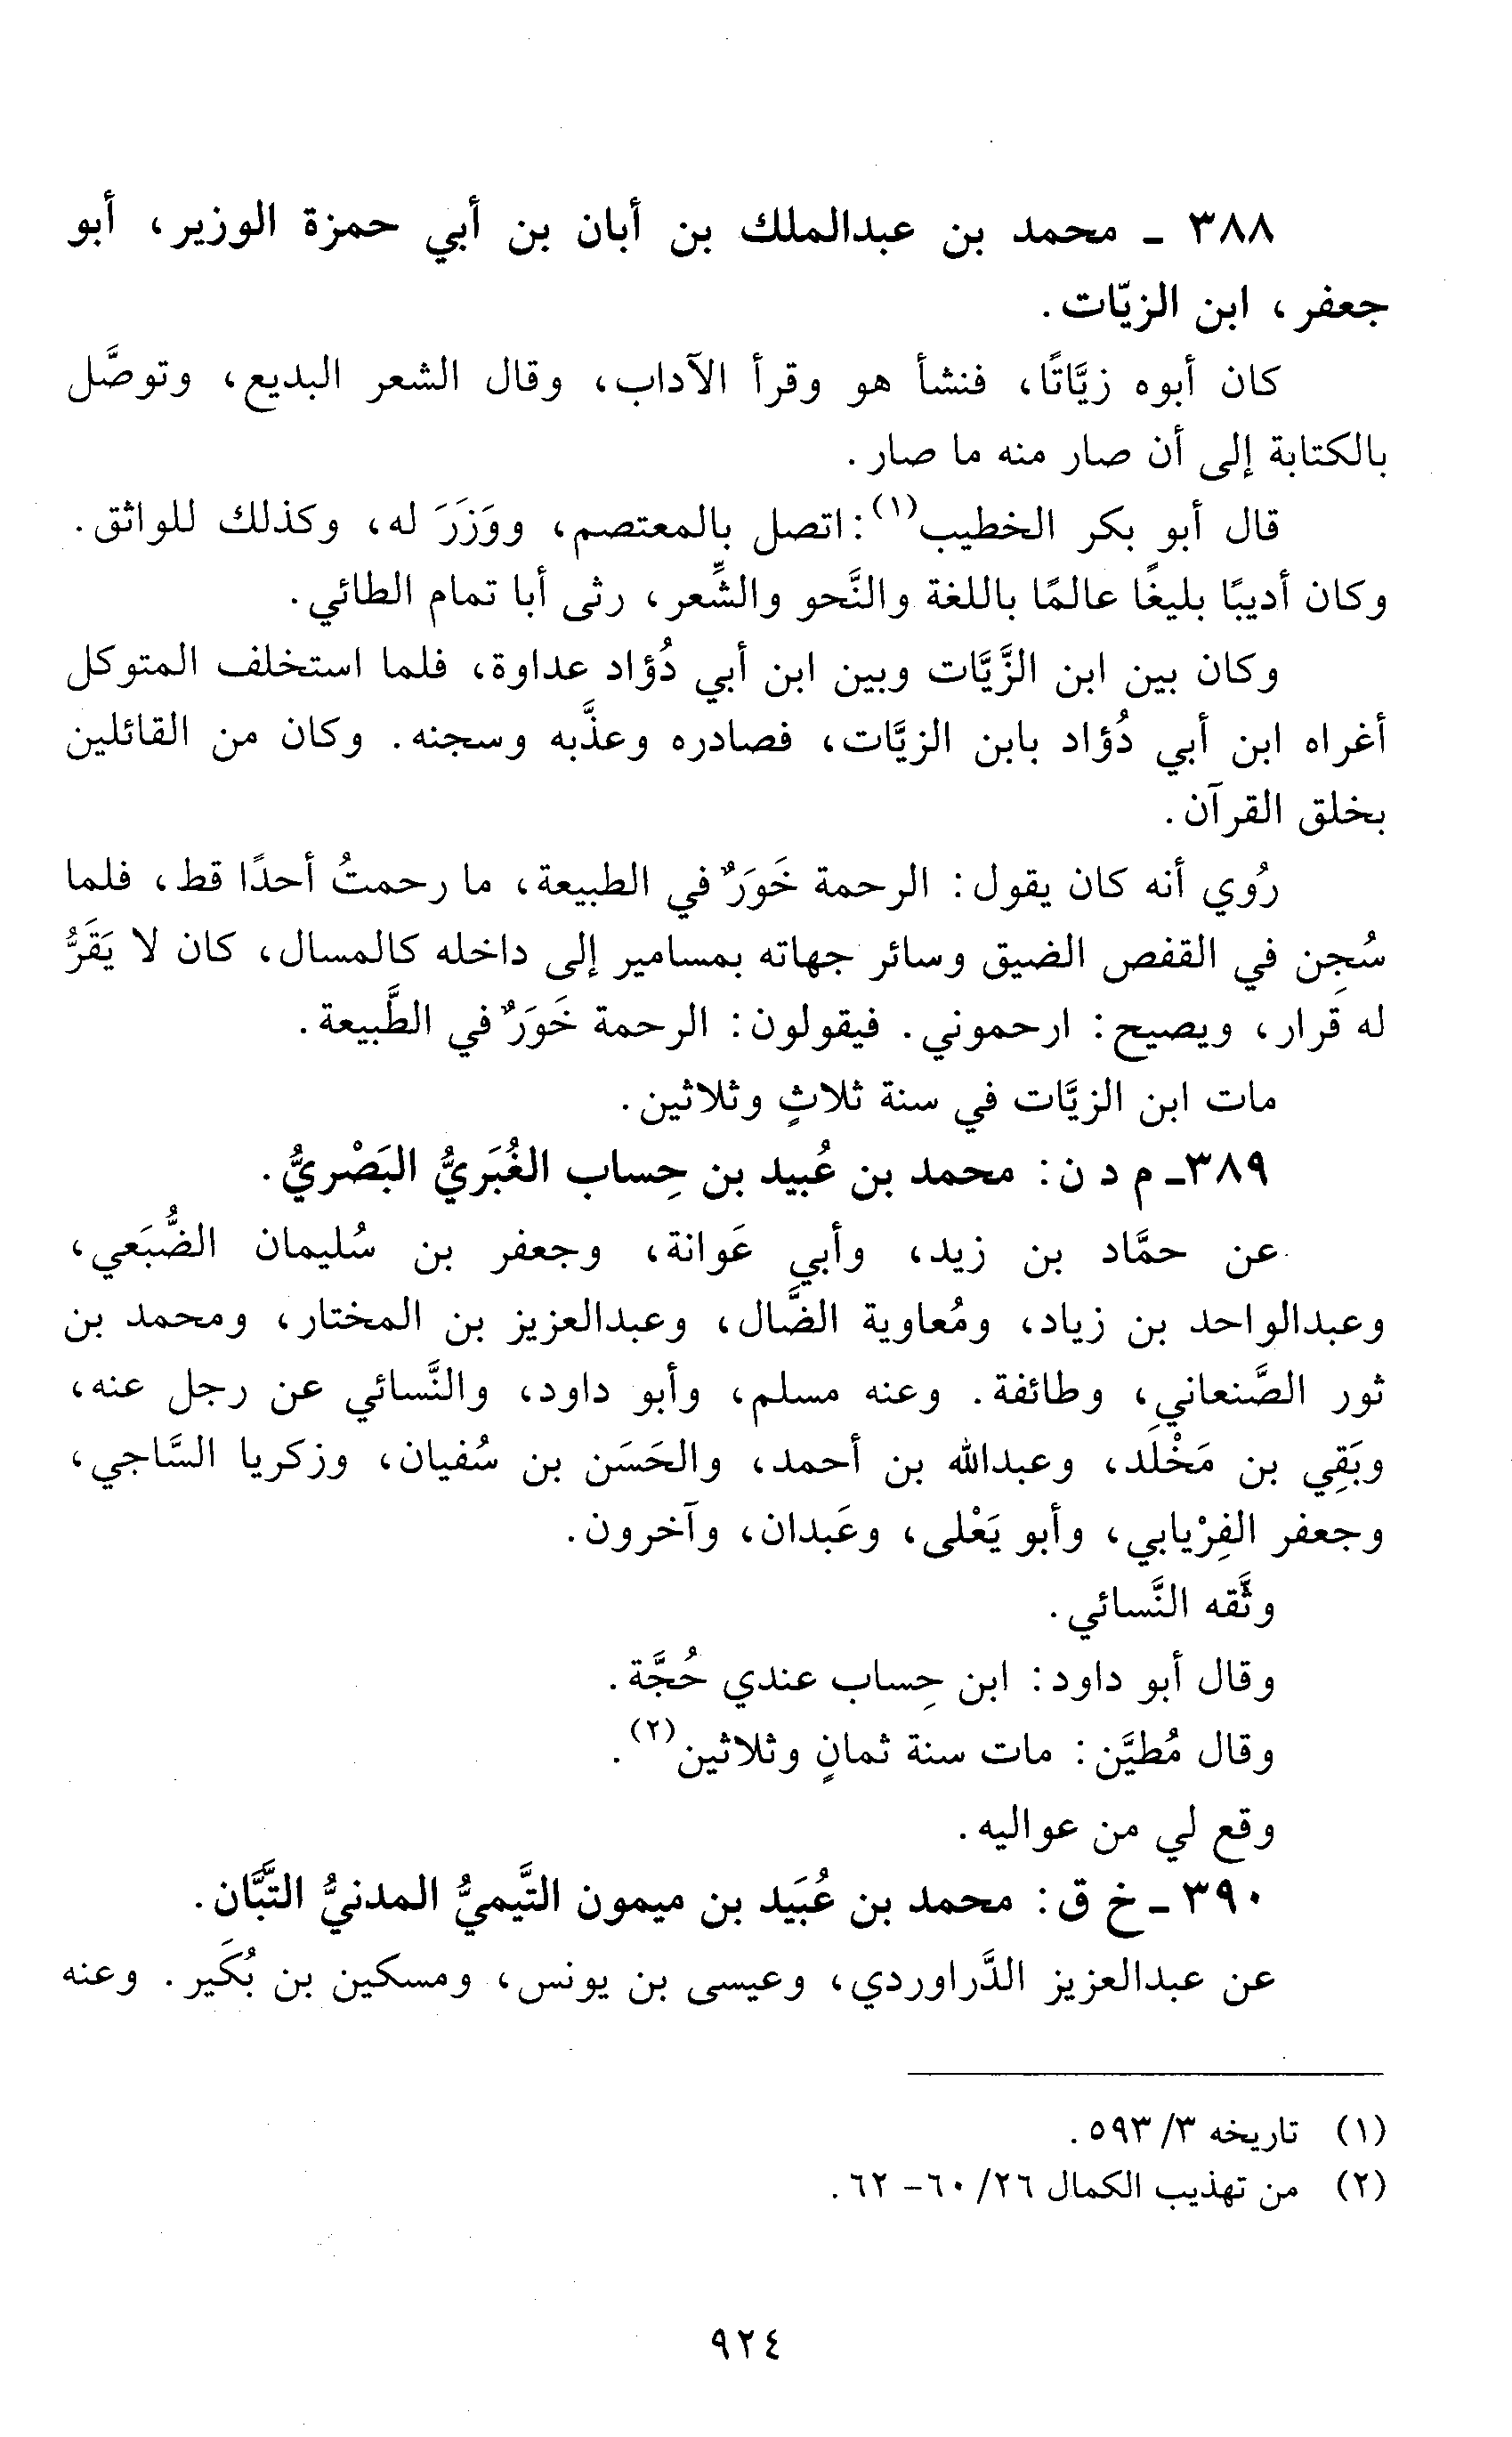 ٣٨٨ ـ محمد بن عبدالملك بن أبان بن أبي حمزة الوزير، أبو
جعفر، ابن الزيّات.
كان أبوه زيَّاتًا، فنشأ هو وقرأ الآداب، وقال الشعر البديع، وتوصَّل
بالكتابة إلى أن صار منه ما صار.
قال أبو بكر الخطيب(١): اتصل بالمعتصم، ووَزَرَ له، وكذلك للواثق.
وكان أديبًا بليغًا عالمًا باللغة والنَّحو والشِّعر، رثى أبا تمام الطائي.
وكان بين ابن الزَّيَّات وبين ابن أبي دُؤاد عداوة، فلما استخلف المتوكل
أغراه ابن أبي دُؤاد بابن الزيَّات، فصادره وعذَّبه وسجنه. وكان من القائلين
بخلق القرآن.
رُوي أنه كان يقول: الرحمة خَوَرٌ في الطبيعة، ما رحمتُ أحدًا قط، فلما
سُجِن في القفص الضيق وسائر جهاته بمسامير إلى داخله كالمسال، كان لا يَقَرُّ
له قرار، ويصيح: ارحموني. فيقولون: الرحمة خَوَرٌ في الطَّبيعة.
مات ابن الزيَّات في سنة ثلاثٍ وثلاثين.
٣٨٩ـ م د ن: محمد بن عُبيد بن حِساب الغُبَريُّ البَصْريُّ.
عن حمَّاد بن زيد، وأبي عَوانة، وجعفر بن سُليمان الضُّبَعي،
وعبدالواحد بن زياد، ومُعاوية الضَّال، وعبدالعزيز بن المختار، ومحمد بن
ثور الصَّنعانيِ، وطائفة. وعنه مسلم، وأبو داود، والنَّسائي عن رجل عنه،
وبَقِي بن مَخْلَد، وعبدالله بن أحمد، والحَسَن بن سُفيان، وزكريا السَّاجي،
وجعفر الفِرْيابي، وأبو يَعْلى، وعَبدان، وآخرون.
وثَّقه النَّسائي.
وقال أبو داود: ابن حِساب عندي حُجَّة.
وقال مُطيَّن: مات سنة ثمانٍ وثلاثين(٢).
وقع لي من عواليه.
٣٩٠ ـ خ ق: محمد بن عُبَيد بن ميمون التَّيميُّ المدنيُّ التَّبَّان.
عن عبدالعزيز الدَّراوردي، وعيسى بن يونس، ومسكين بن بُكَير. وعنه
(١) تاريخه ٣/ ٥٩٣.
(٢) من تهذيب الكمال ٢٦/ ٦٠- ٦٢.
٩٢٤